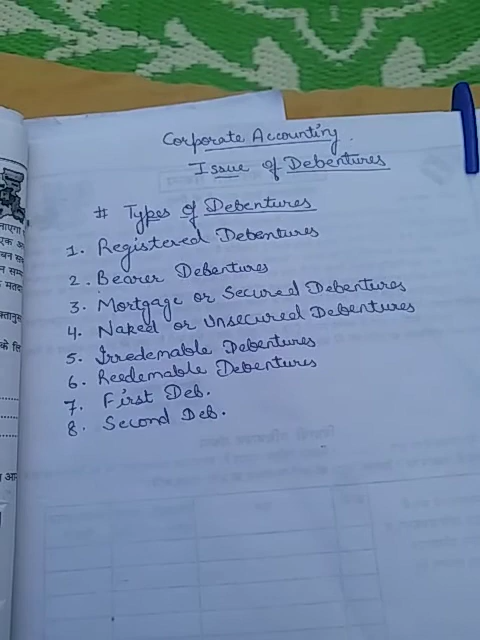 Corporate Accounting.
Issue of Debentures
# Types of Debentures
1. Registered Debentures
2. Bearer Debentures
3. Mortgage or Secured Debentures
4. Naked or Unsecured Debentures
5. Irredemable Debentures
6. Reedemable Debentures
7. First Deb.
8. Second Deb.